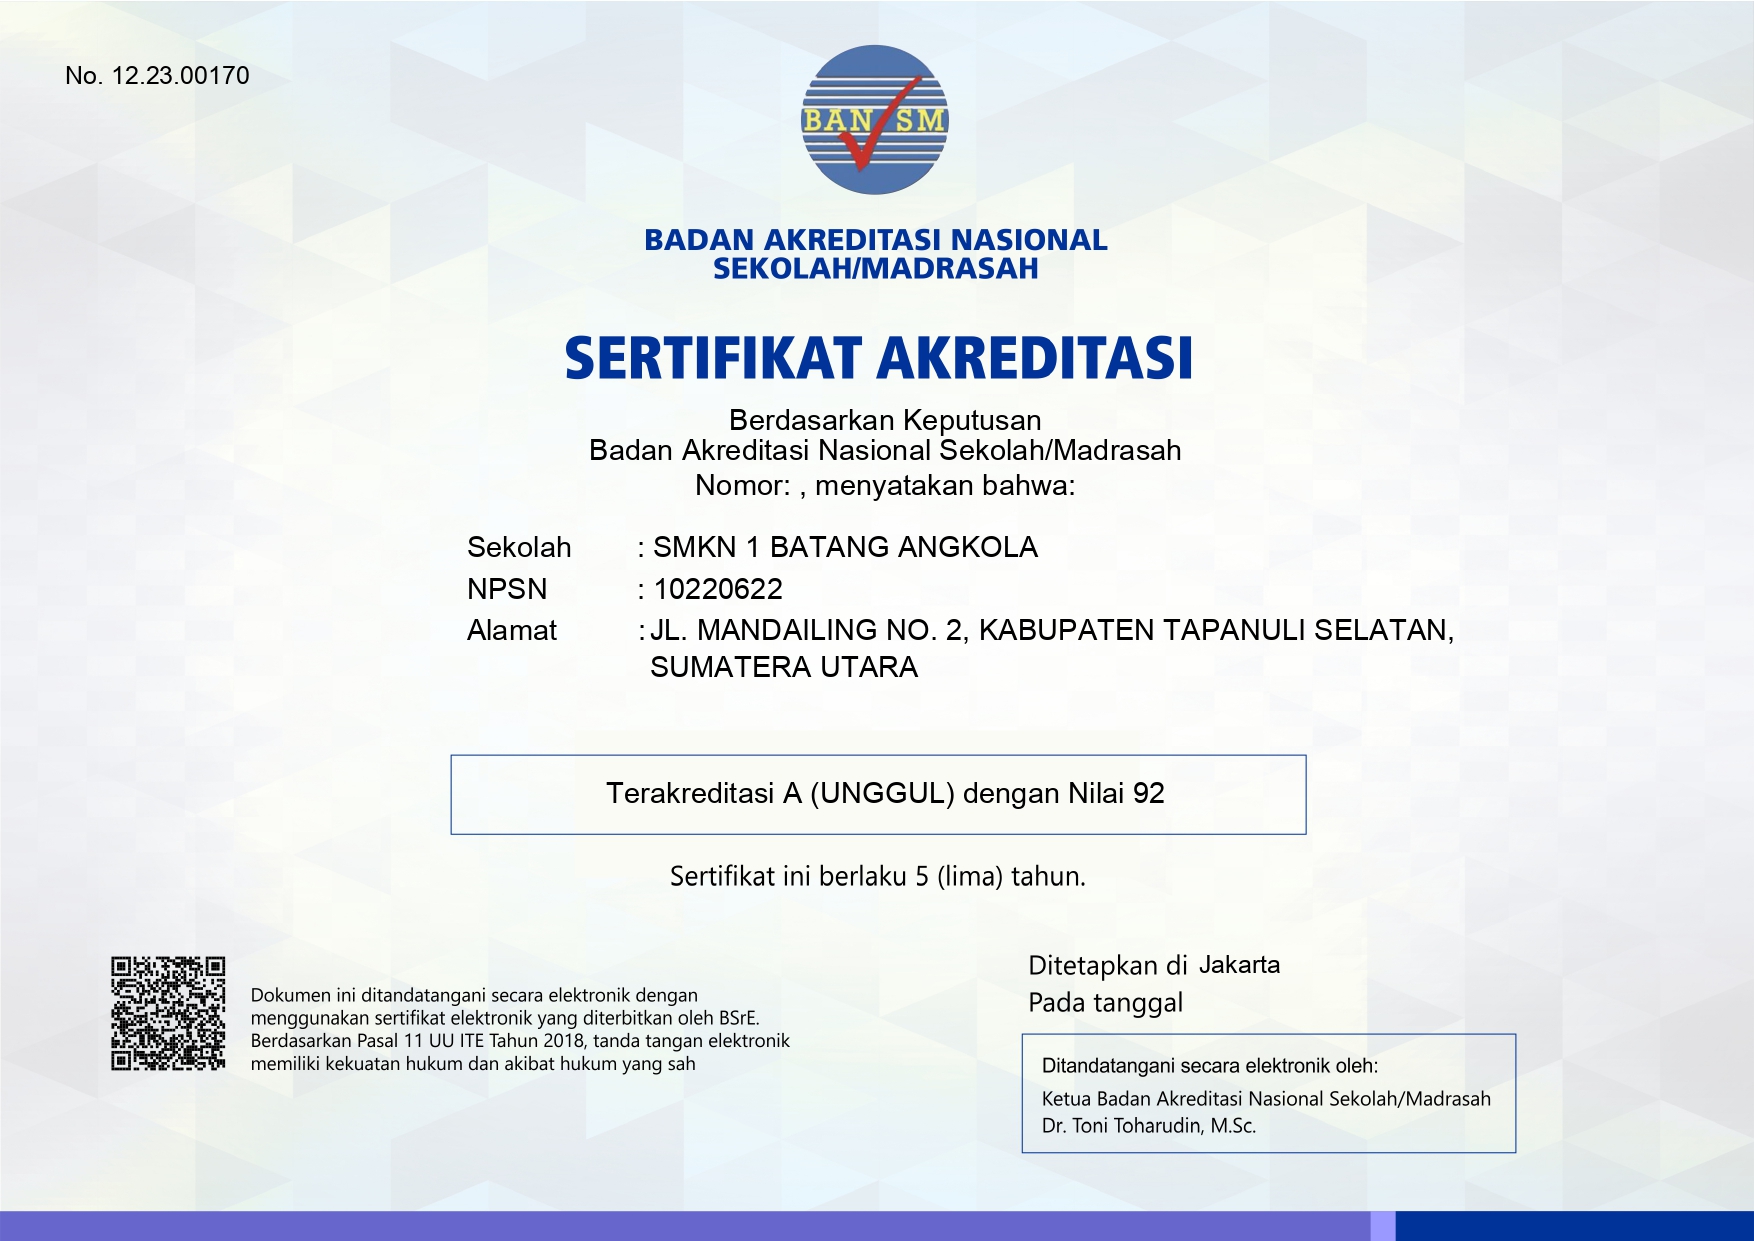 No. 12.23.00170
BAN SM
BADAN AKREDITASI NASIONAL
SEKOLAH/MADRASAH
SERTIFIKAT AKREDITASI
Berdasarkan Keputusan
Badan Akreditasi Nasional Sekolah/Madrasah
Nomor: , menyatakan bahwa:
Sekolah : SMKN 1 BATANG ANGKOLA
NPSN : 10220622
Alamat : JL. MANDAILING NO. 2, KABUPATEN TAPANULI SELATAN,
SUMATERA UTARA
Terakreditasi A (UNGGUL) dengan Nilai 92
Sertifikat ini berlaku 5 (lima) tahun.
Dokumen ini ditandatangani secara elektronik dengan
menggunakan sertifikat elektronik yang diterbitkan oleh BSrE.
Berdasarkan Pasal 11 UU ITE Tahun 2018, tanda tangan elektronik
memiliki kekuatan hukum dan akibat hukum yang sah
Ditetapkan di Jakarta
Pada tanggal
Ditandatangani secara elektronik oleh:
Ketua Badan Akreditasi Nasional Sekolah/Madrasah
Dr. Toni Toharudin, M.Sc.